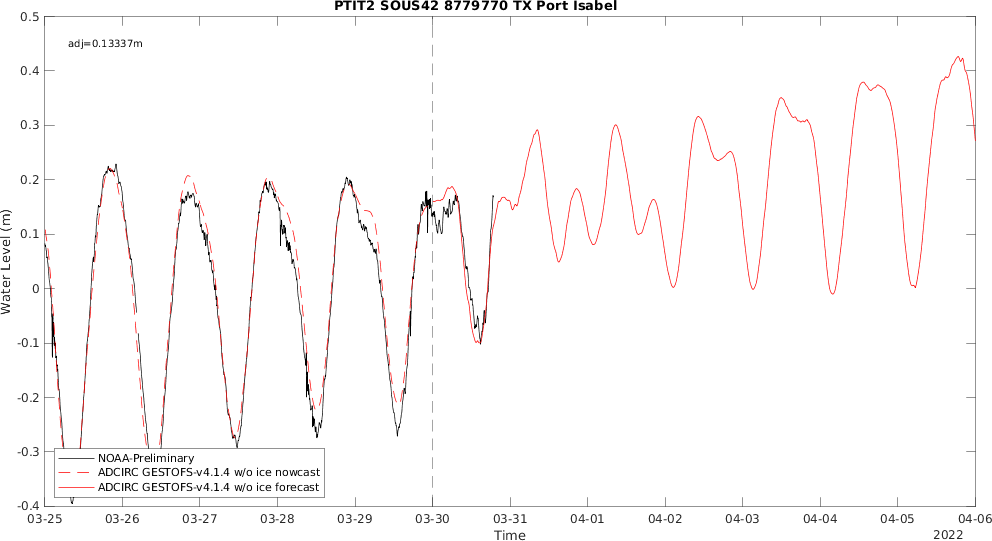 PTIT2 SOUS42 8779770 TX Port Isabel
adj=0.13337m
0.5
0.4
0.3
0.2
0.1
0
-0.1
-0.2
-0.3
-0.4
Water Level (m)
NOAA-Preliminary
ADCIRC GESTOFS-v4.1.4 w/o ice nowcast
ADCIRC GESTOFS-v4.1.4 w/o ice forecast
03-25 03-26 03-27 03-28 03-29 03-30 03-31 04-01 04-02 04-03 04-04 04-05 04-06
Time
2022